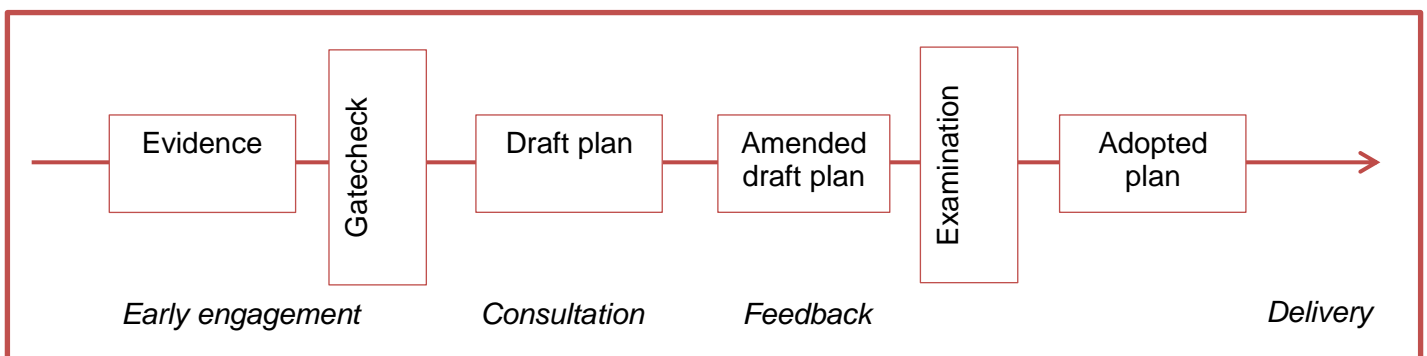 Evidence
Gatecheck
Draft plan
Amended
draft plan
Examination
Adopted
plan
Early engagement
Consultation
Feedback
Delivery